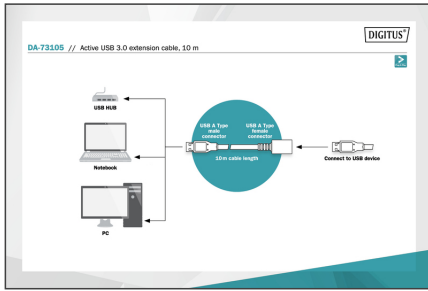 DIGITUS®
DA-73105 // Active USB 3.0 extension cable, 10 m
USB HUB
USB A Type
male
connector
USB A Type
female
connector
10 m cable length
Connect to USB device
Notebook
PC